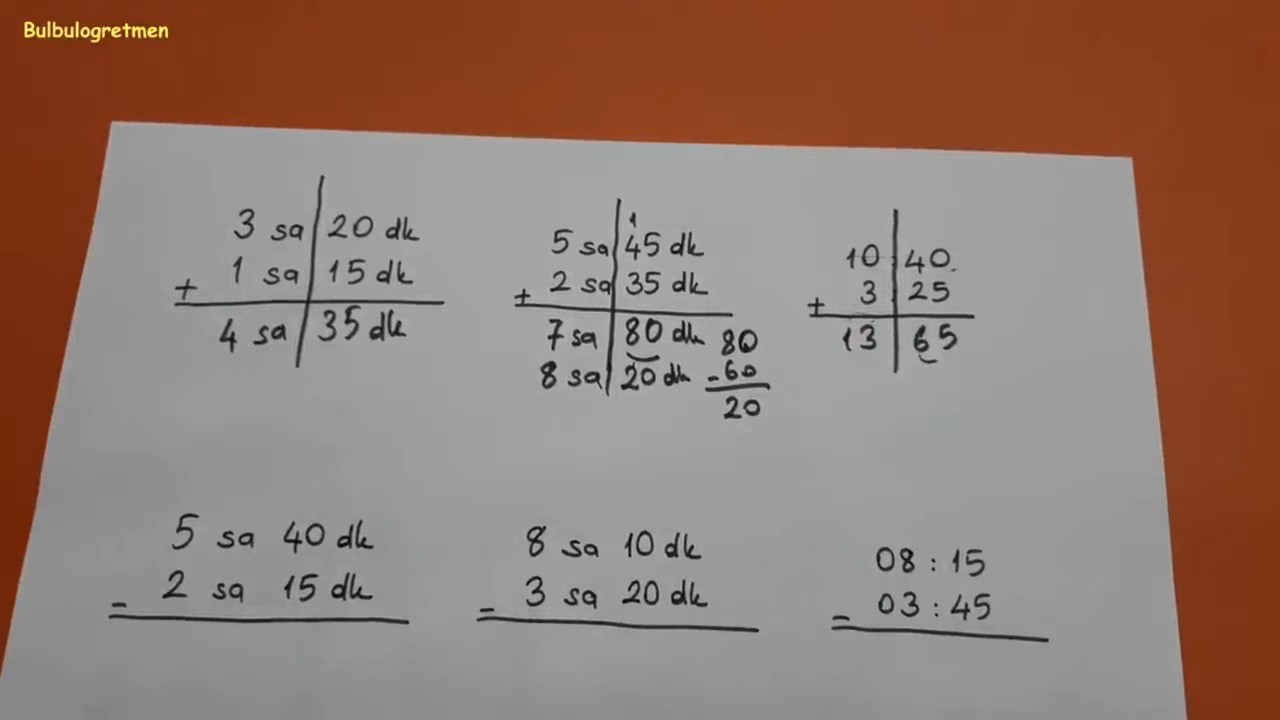 Bulbulogretmen
3 sa 20 dk
+ 1 sa 15 dk
4 sa 35 dk
1
5 sa 45 dk
+ 2 sa 35 dk
7 sa 80 dk
8 sa 20 dk
80
-60
20
10 40
+ 3 25
13 65
5 sa 40 dk
- 2 sa 15 dk
8 sa 10 dk
- 3 sa 20 dk
08:15
- 03:45